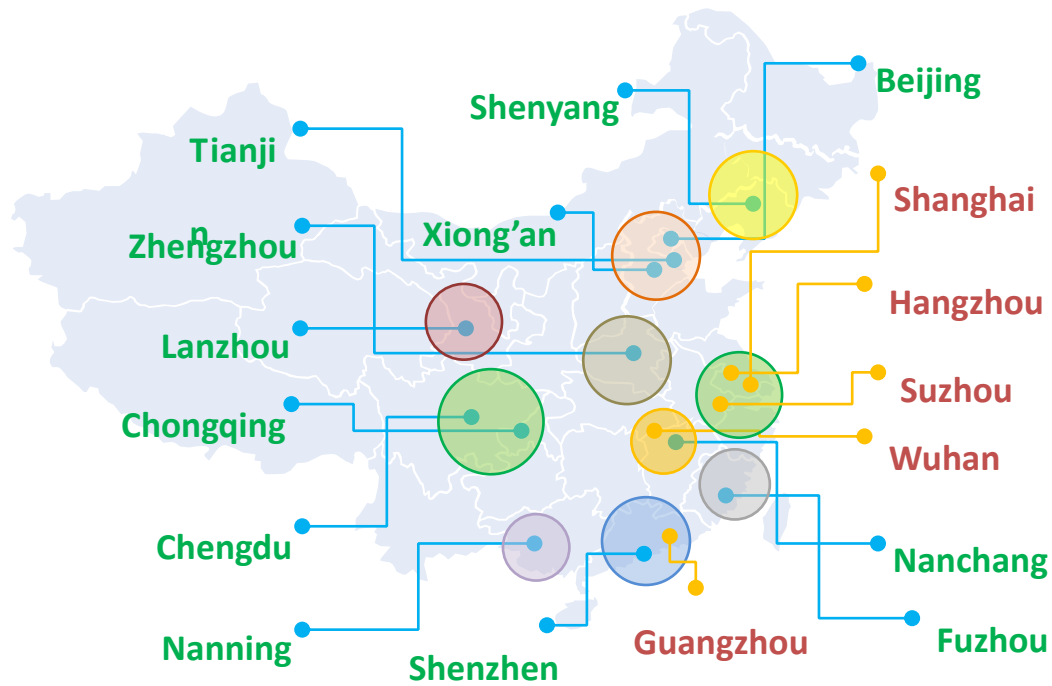 Beijing
Shenyang
Tianji
n
Shanghai
Xiong’an
Zhengzhou
Hangzhou
Lanzhou
Suzhou
Chongqing
Wuhan
Chengdu
Nanchang
Nanning
Guangzhou
Fuzhou
Shenzhen